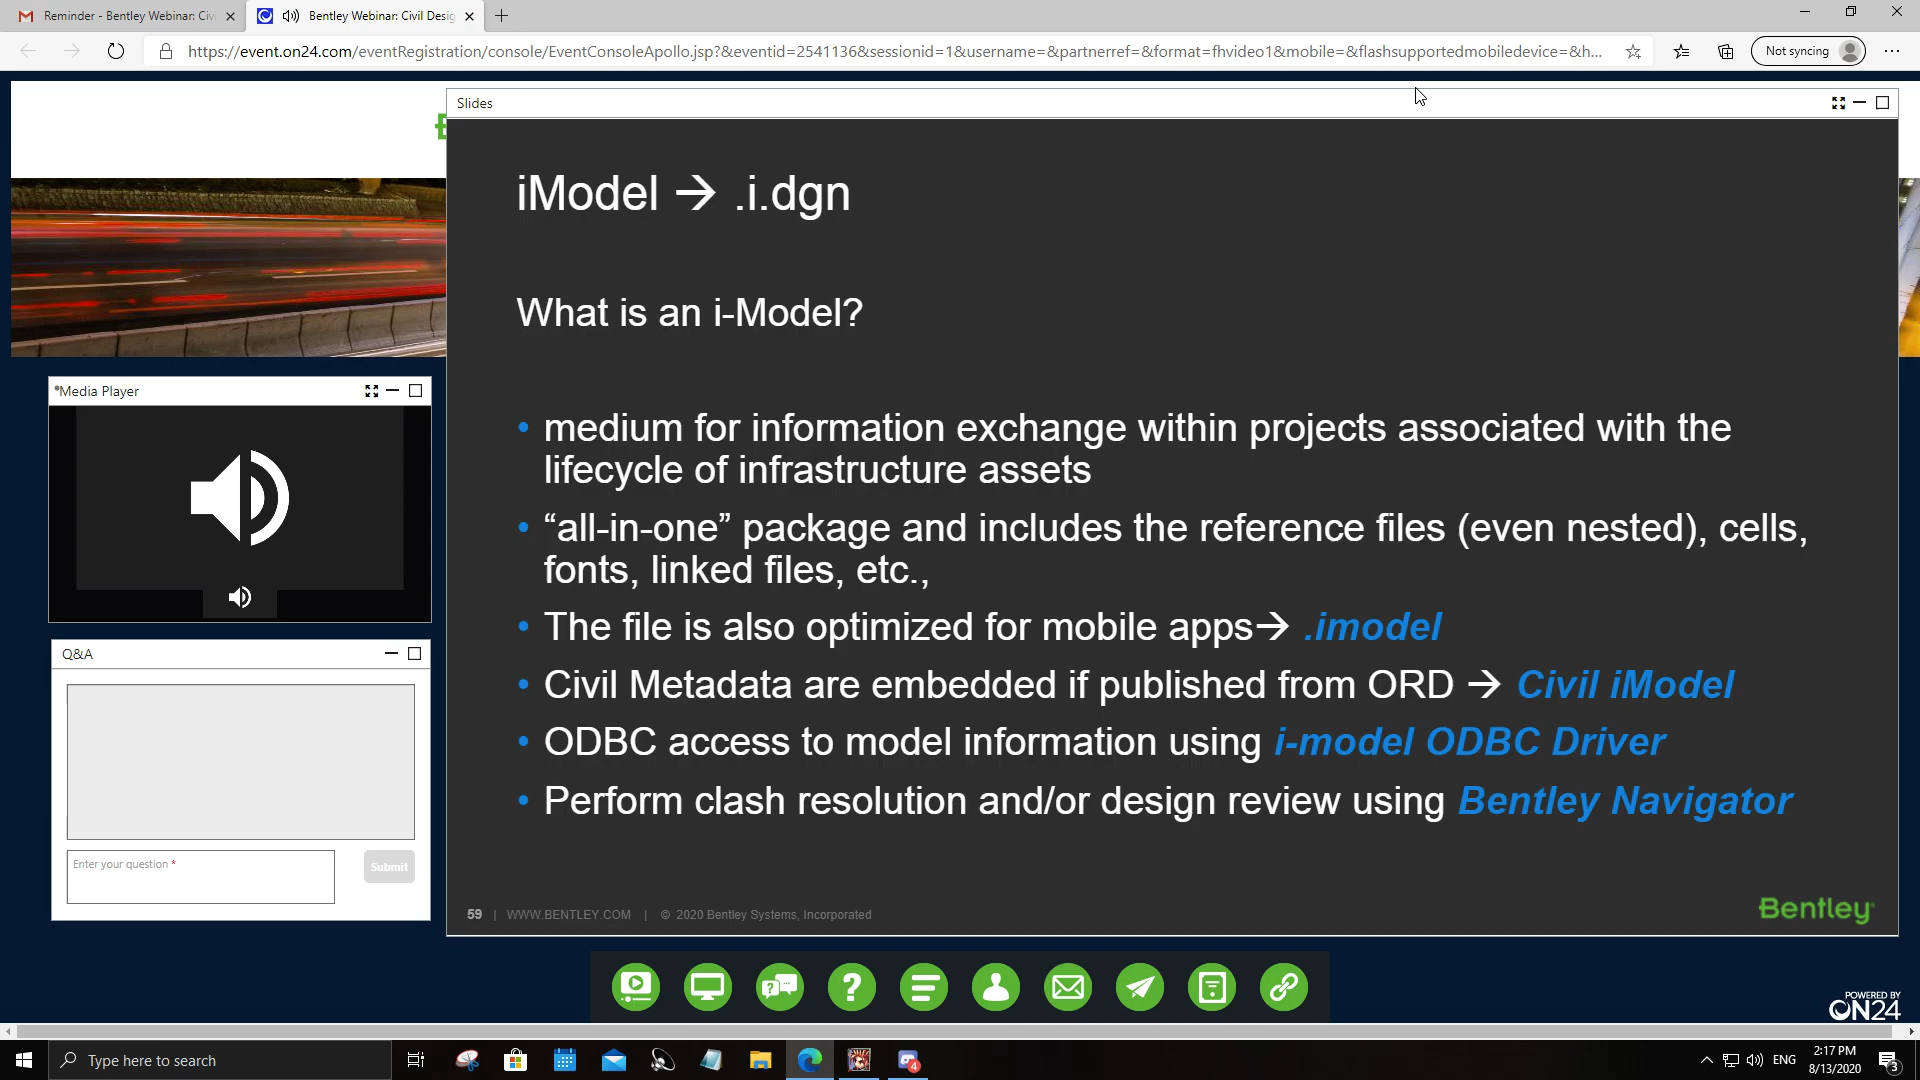 Reminder - Bentley Webinar: Civ
Bentley Webinar: Civil Desig
https://event.on24.com/eventRegistration/console/EventConsoleApollo.jsp?&eventid=2541136&sessionid=1&username=&partnerref=&format=fhvideo1&mobile=&flashsupportedmobiledevice=&h...
Not syncing
Slides
iModel → .i.dgn
What is an i-Model?
• medium for information exchange within projects associated with the
lifecycle of infrastructure assets
• “all-in-one” package and includes the reference files (even nested), cells,
fonts, linked files, etc.,
• The file is also optimized for mobile apps→ .imodel
• Civil Metadata are embedded if published from ORD → Civil iModel
• ODBC access to model information using i-model ODBC Driver
• Perform clash resolution and/or design review using Bentley Navigator
59 | WWW.BENTLEY.COM | © 2020 Bentley Systems, Incorporated
Bentley
*Media Player
Q&A
Enter your question *
Submit
POWERED BY
ON24
Type here to search
4
ENG
2:17 PM
8/13/2020
3